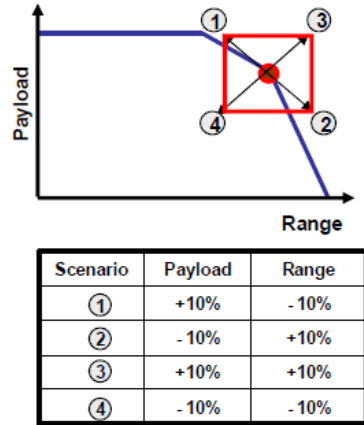 ① ③
Payload
④ ②
Range
Scenario Payload Range
① +10% - 10%
② - 10% +10%
③ +10% +10%
④ - 10% - 10%